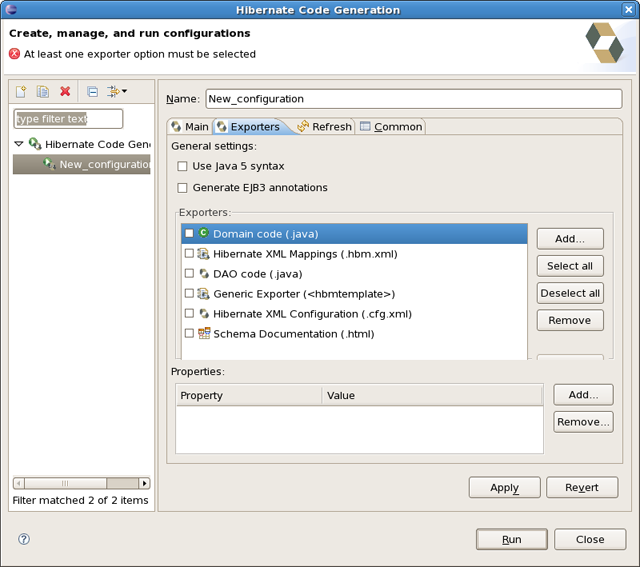 Hibernate Code Generation
Create, manage, and run configurations
At least one exporter option must be selected
type filter text
Hibernate Code Gen
New_configuratio
Filter matched 2 of 2 items
Name: New_configuration
Main Exporters Refresh Common
General settings:
Use Java 5 syntax
Generate EJB3 annotations
Exporters:
Domain code (.java)
Hibernate XML Mappings (.hbm.xml)
DAO code (.java)
Generic Exporter (<hbmtemplate>)
Hibernate XML Configuration (.cfg.xml)
Schema Documentation (.html)
Add...
Select all
Deselect all
Remove
Properties:
Property Value
Add...
Remove...
Apply Revert
Run Close